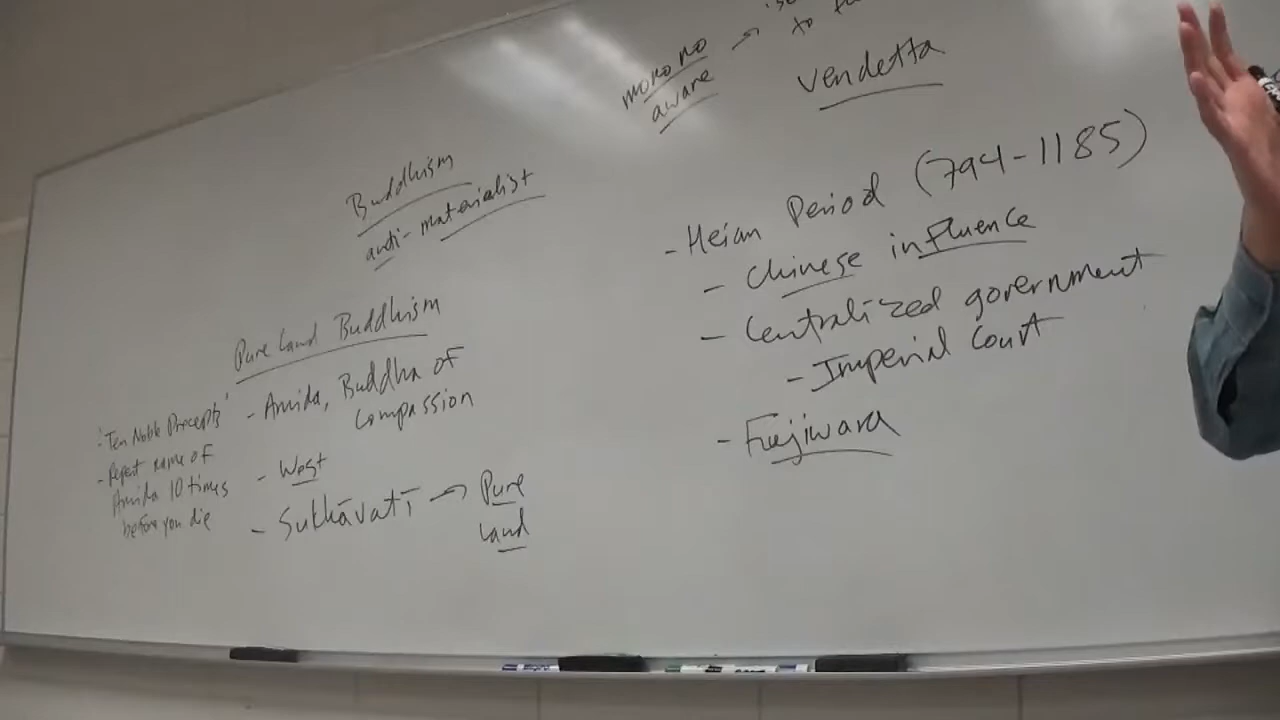 mono no
aware →
to
vendetta
Buddhism
anti-materialist
Pure Land Buddhism
- Amida, Buddha of
compassion
- West
- Sukhāvatī → Pure
Land
"Ten Noble Precepts"
- Repeat name of
Amida 10 times
before you die
- Heian Period (794-1185)
- Chinese influence
- Centralized government
- Imperial Court
- Fujiwara